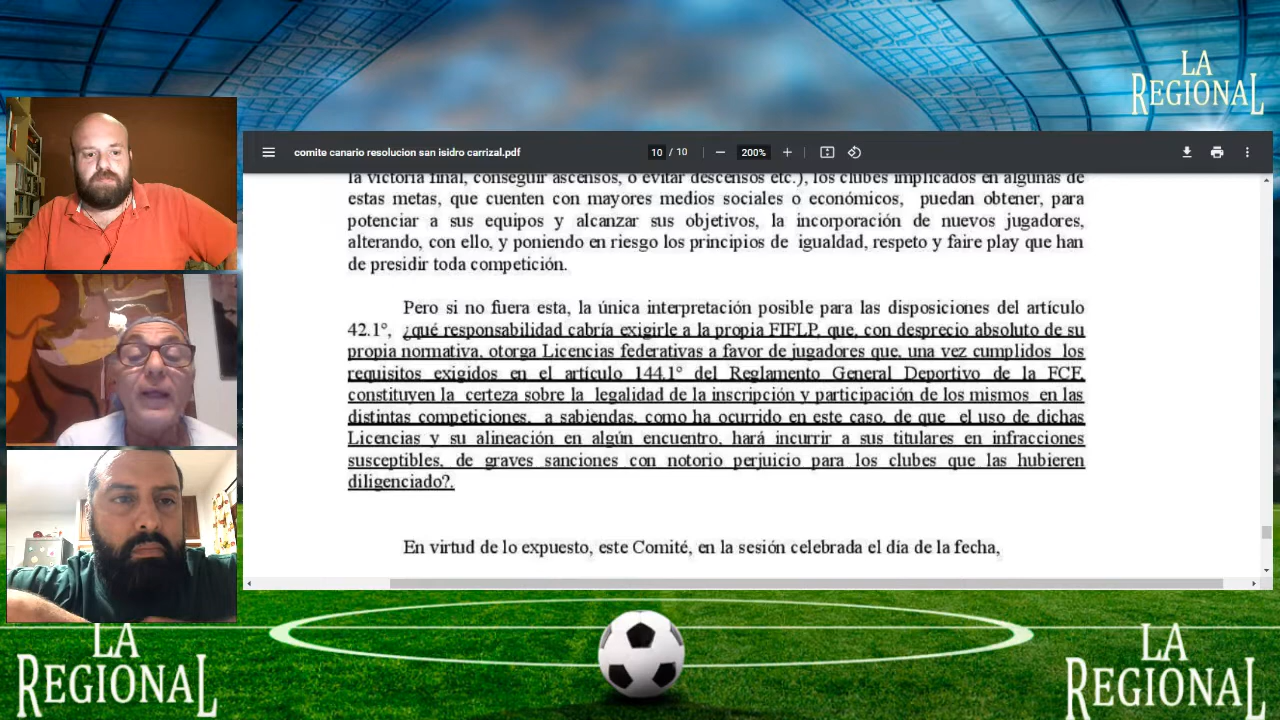 LA
REGIONAL
comite canario resolucion san isidro carrizal.pdf
10 / 10
200%
la victoria final, conseguir ascensos, o evitar descensos etc.), los clubes implicados en algunas de
estas metas, que cuenten con mayores medios sociales o económicos, puedan obtener, para
potenciar a sus equipos y alcanzar sus objetivos, la incorporación de nuevos jugadores,
alterando, con ello, y poniendo en riesgo los principios de igualdad, respeto y faire play que han
de presidir toda competición.
Pero si no fuera esta, la única interpretación posible para las disposiciones del artículo
42.1°, ¿qué responsabilidad cabría exigirle a la propia FIFLP, que, con desprecio absoluto de su
propia normativa, otorga Licencias federativas a favor de jugadores que, una vez cumplidos los
requisitos exigidos en el artículo 144.1° del Reglamento General Deportivo de la FCF,
constituyen la certeza sobre la legalidad de la inscripción y participación de los mismos en las
distintas competiciones, a sabiendas, como ha ocurrido en este caso, de que el uso de dichas
Licencias y su alineación en algún encuentro, hará incurrir a sus titulares en infracciones
susceptibles, de graves sanciones con notorio perjuicio para los clubes que las hubieren
diligenciado?.
En virtud de lo expuesto, este Comité, en la sesión celebrada el día de la fecha,
LA
REGIONAL
LA
REGIONAL